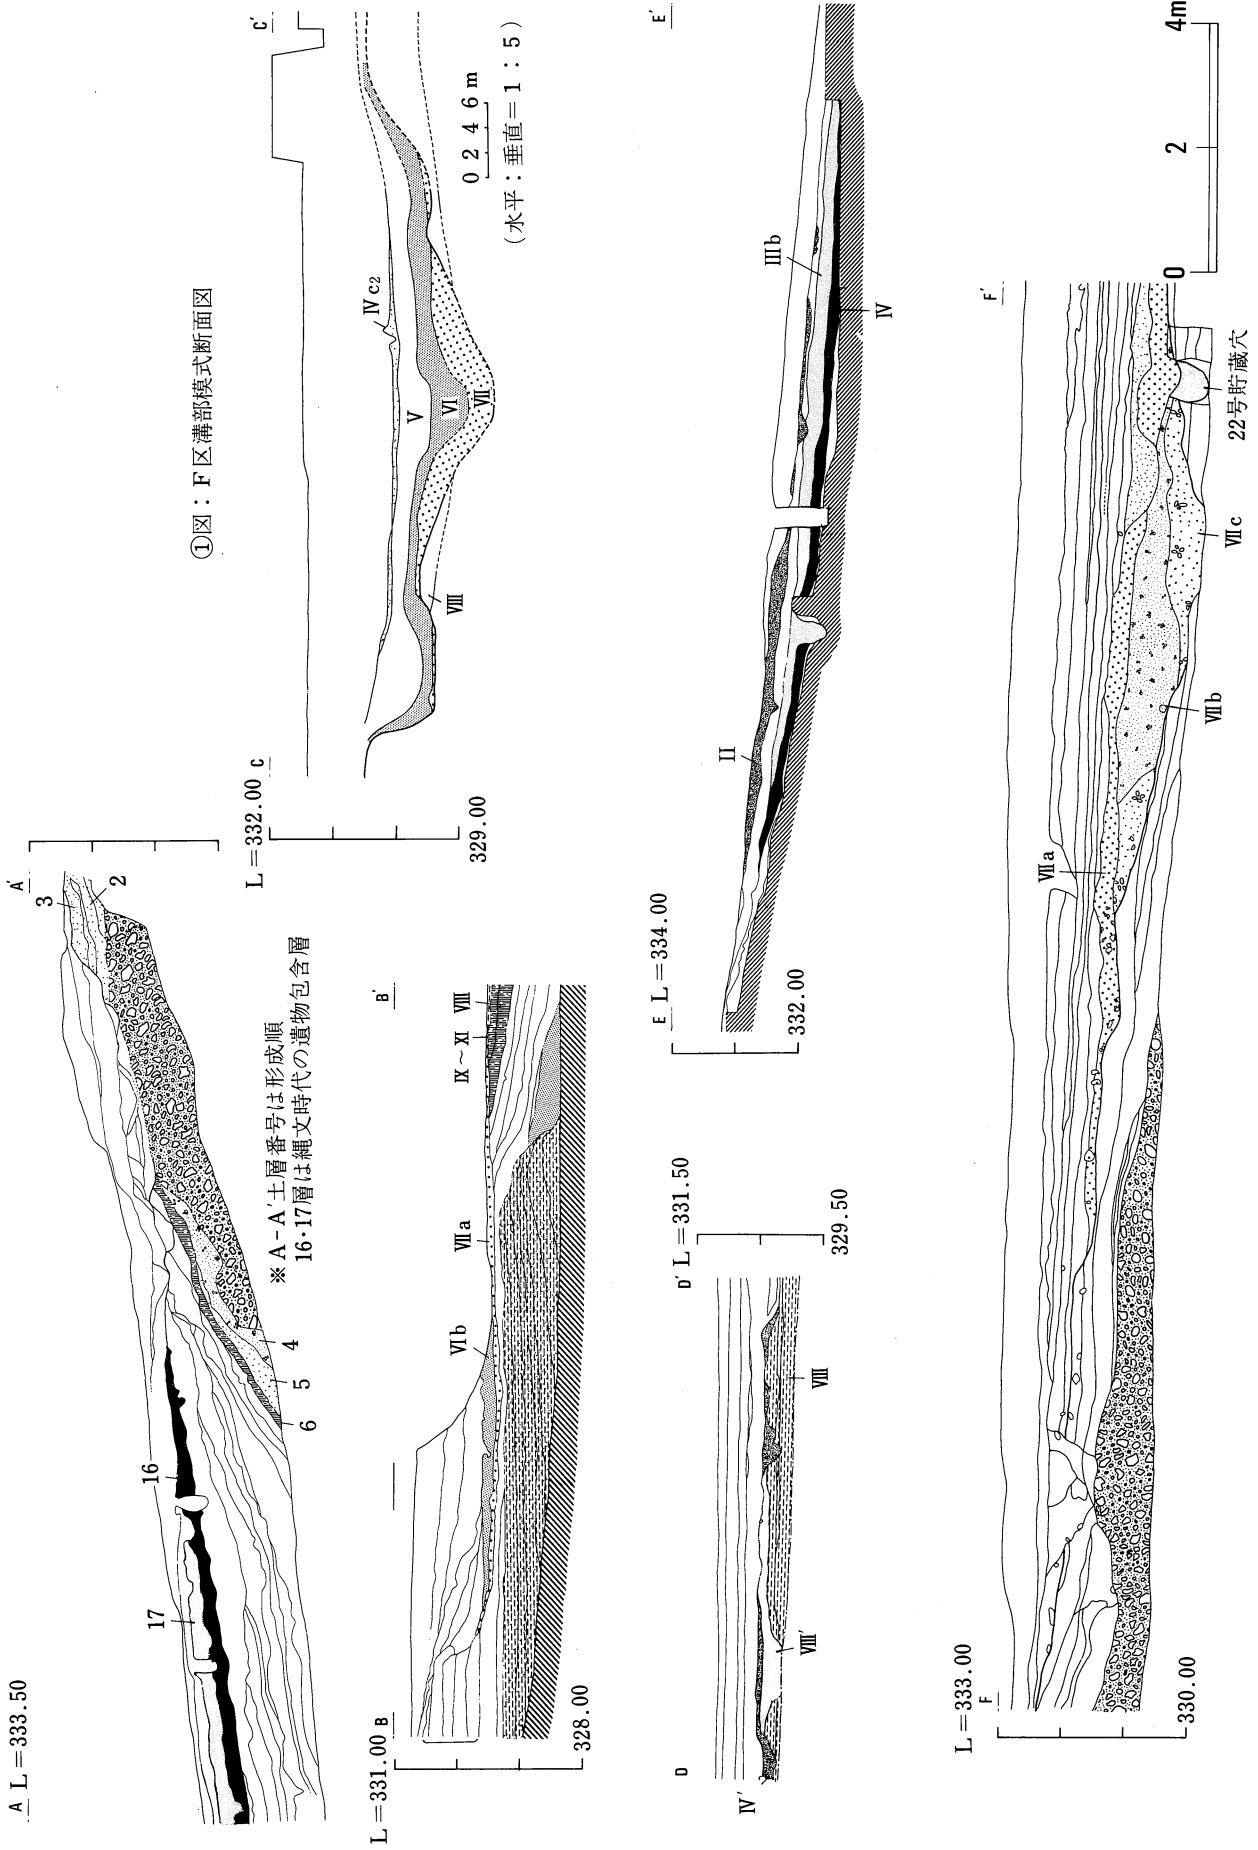 A L=333.50
A'
17
16
6
5
4
3
2
※A-A'土層番号は形成順
16・17層は縄文時代の遺物包含層
L=331.00 B
328.00
B'
Ⅵb
Ⅶa
Ⅸ～Ⅺ
Ⅷ
①図：F区溝部模式断面図
L=332.00 C
329.00
C'
Ⅳc₂
Ⅴ
Ⅵ
Ⅶ
Ⅷ
0 2 4 6m
(水平：垂直＝1：5)
D
D' L=331.50
329.50
Ⅳ'
Ⅷ'
Ⅷ
E L=334.00
332.00
E'
Ⅱ
Ⅲb
Ⅳ
L=333.00
F
330.00
F'
Ⅶa
Ⅶb
Ⅶc
22号貯蔵穴
0 2 4m